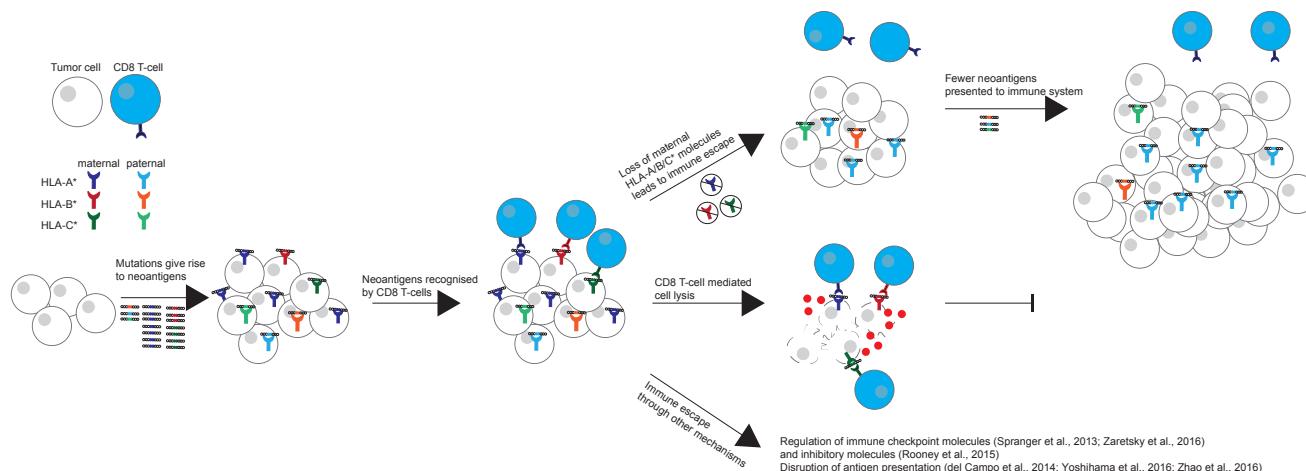 Tumor cell
CD8 T-cell
maternal
paternal
HLA-A*
HLA-B*
HLA-C*
Mutations give rise
to neoantigens
Neoantigens recognised
by CD8 T-cells
Loss of maternal
HLA-A/B/C* molecules
leads to immune escape
Fewer neoantigens
presented to immune system
CD8 T-cell mediated
cell lysis
Immune escape
through other mechanisms
Regulation of immune checkpoint molecules (Spranger et al., 2013; Zaretsky et al., 2016)
and inhibitory molecules (Rooney et al., 2015)
Disruption of antigen presentation (del Campo et al., 2014; Yoshihama et al., 2016; Zhao et al., 2016)